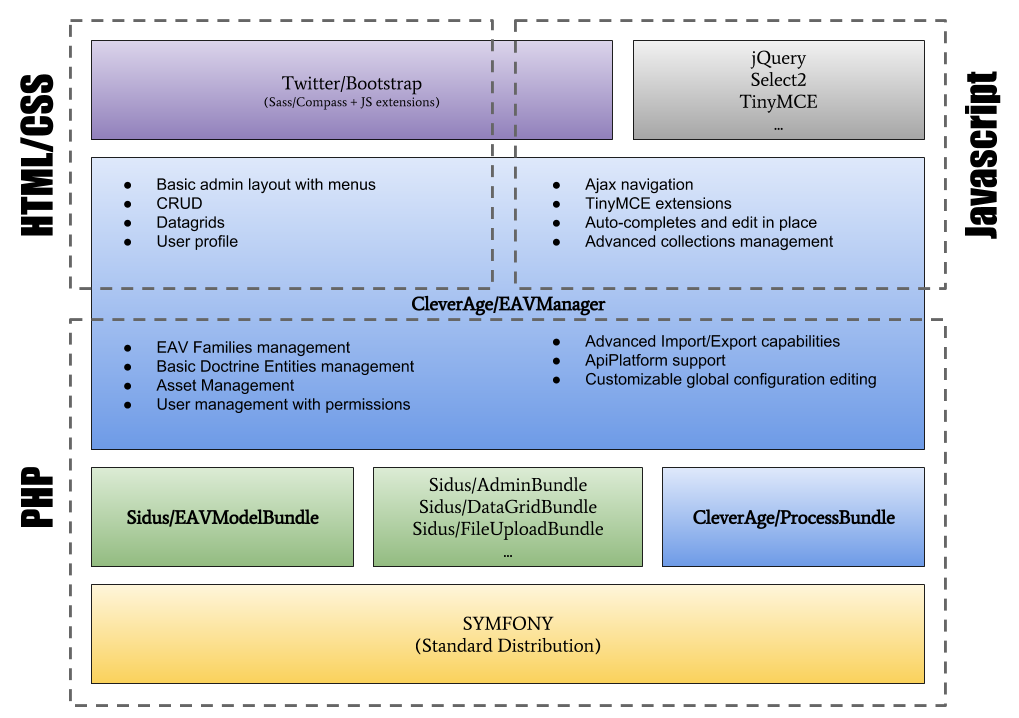 HTML/CSS
Twitter/Bootstrap
(Sass/Compass + JS extensions)
jQuery
Select2
TinyMCE
...
Javascript
● Basic admin layout with menus
● CRUD
● Datagrids
● User profile
● Ajax navigation
● TinyMCE extensions
● Auto-completes and edit in place
● Advanced collections management
CleverAge/EAVManager
● EAV Families management
● Basic Doctrine Entities management
● Asset Management
● User management with permissions
● Advanced Import/Export capabilities
● ApiPlatform support
● Customizable global configuration editing
PHP
Sidus/EAVModelBundle
Sidus/AdminBundle
Sidus/DataGridBundle
Sidus/FileUploadBundle
...
CleverAge/ProcessBundle
SYMFONY
(Standard Distribution)